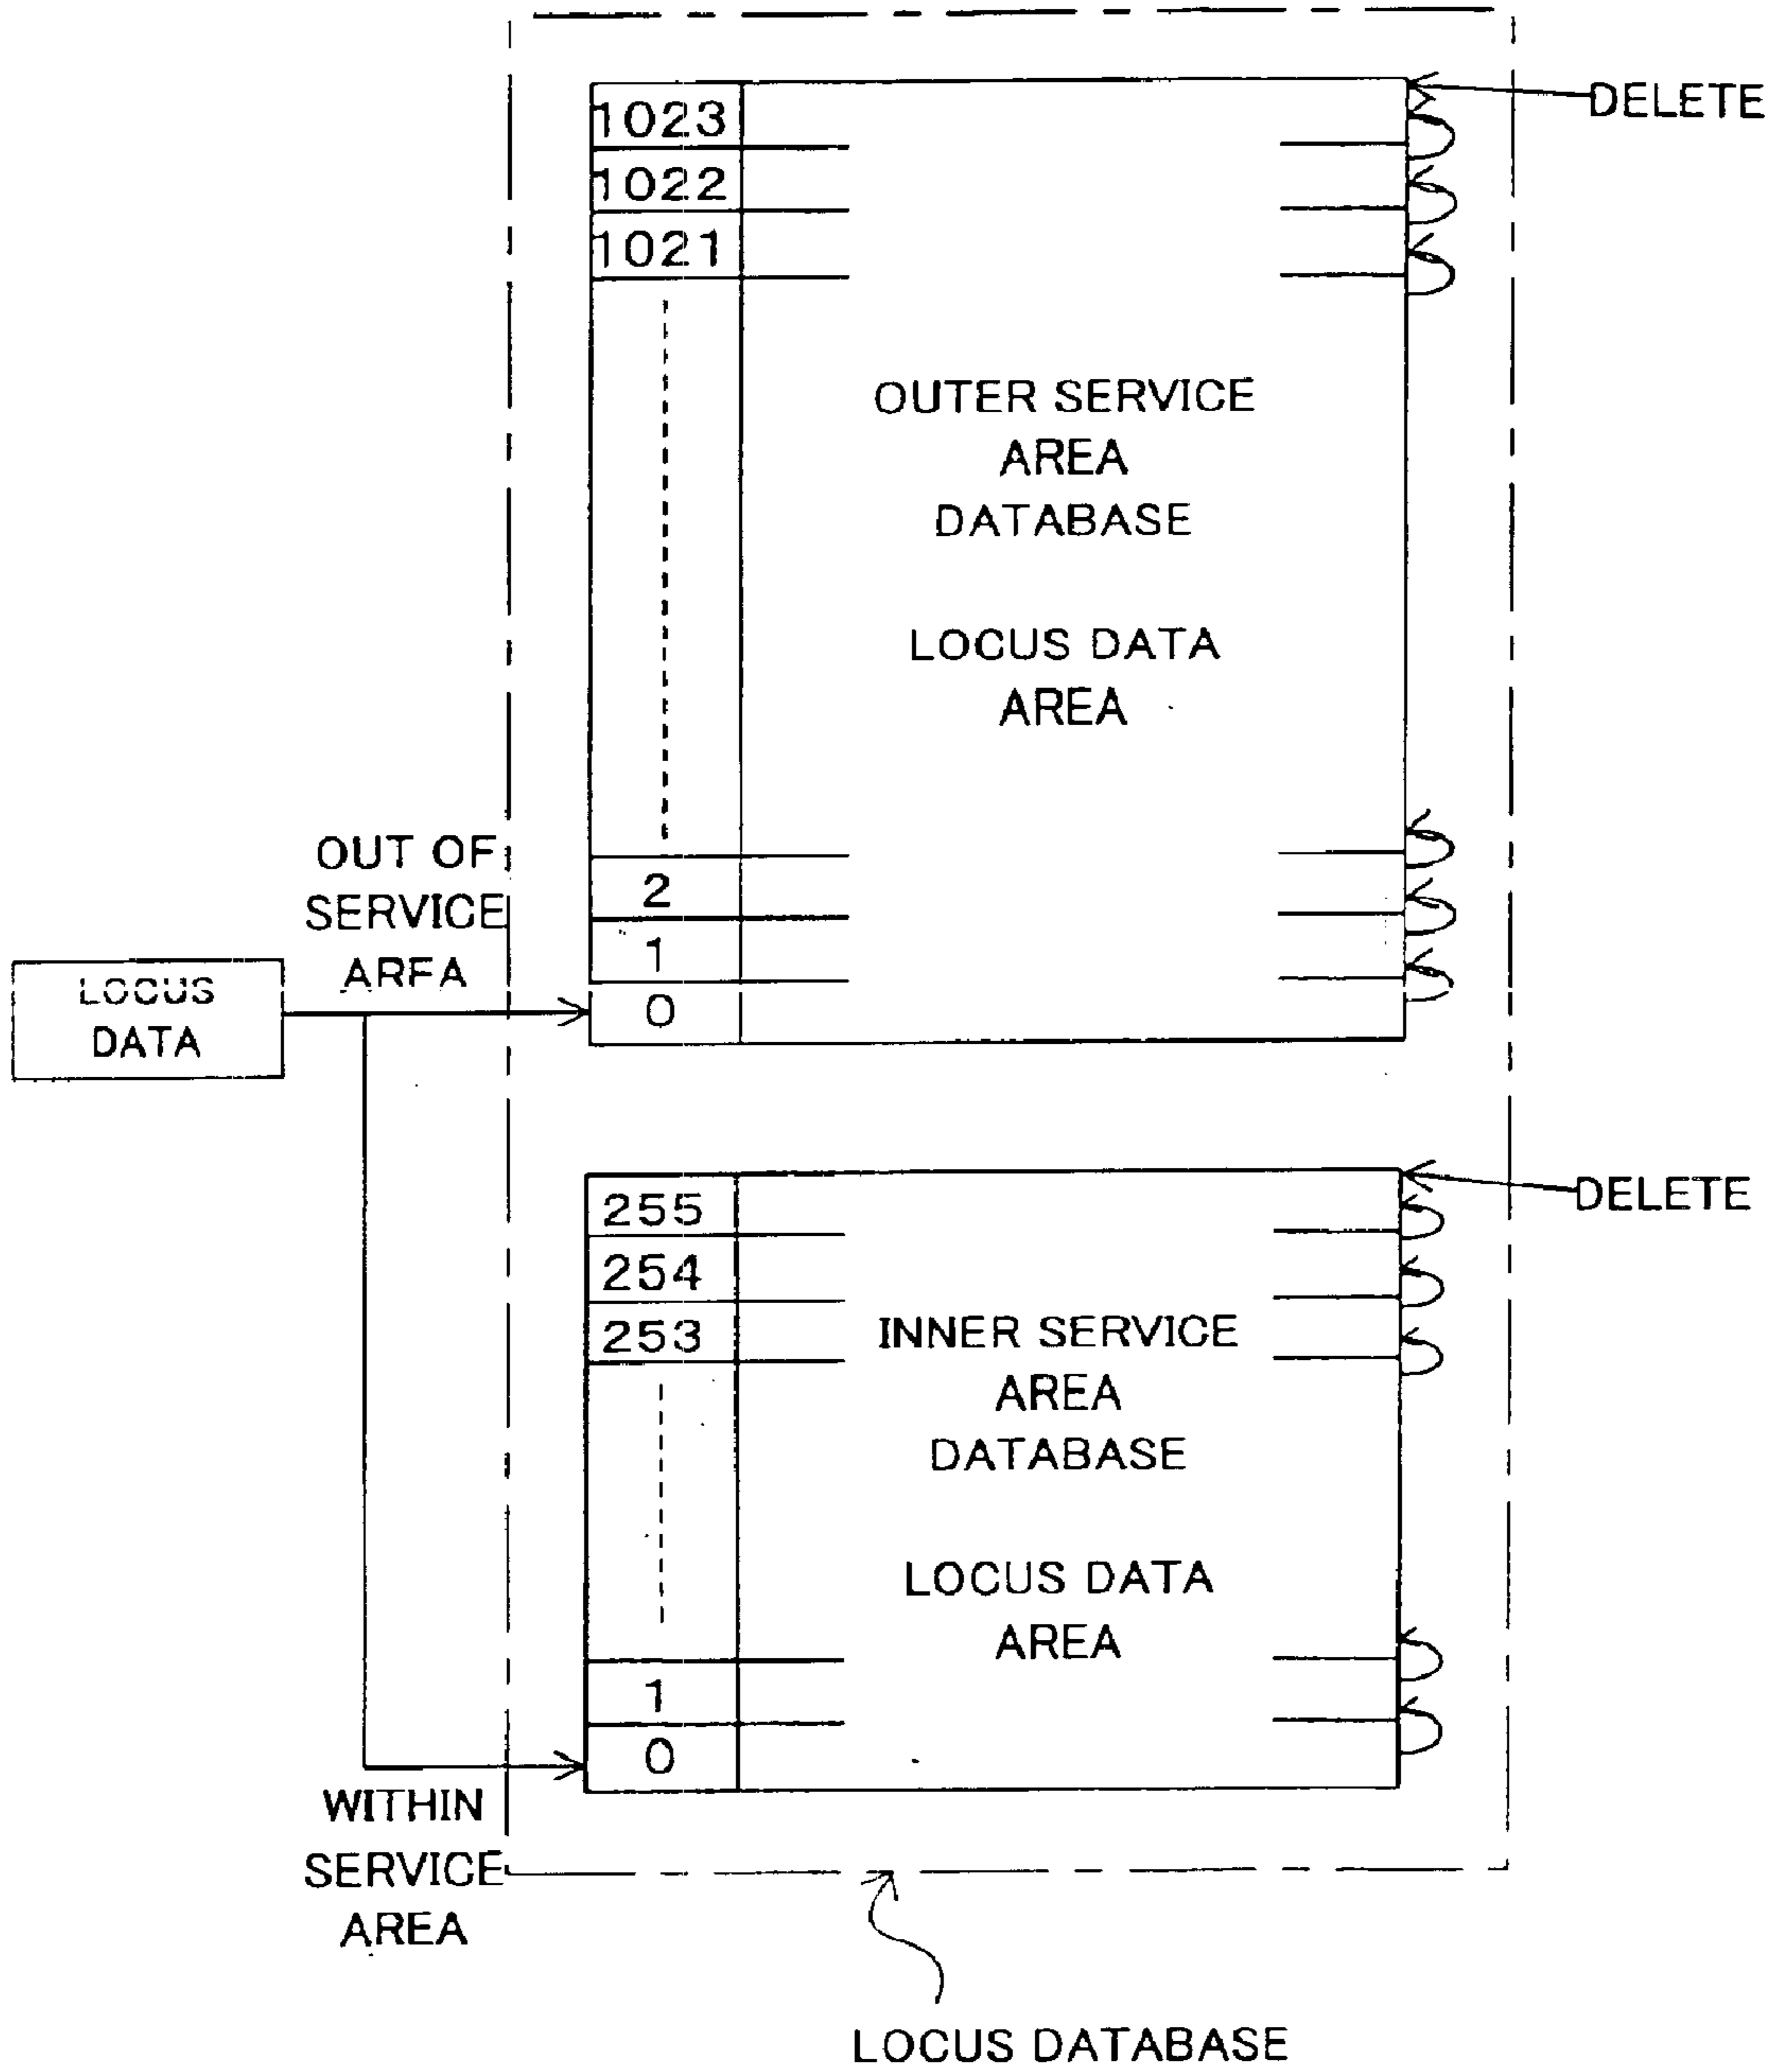 DELETE
1023
1022
1021
OUTER SERVICE
AREA
DATABASE
LOCUS DATA
AREA
OUT OF
SERVICE
AREA
2
1
0
LOCUS
DATA
DELETE
255
254
253
INNER SERVICE
AREA
DATABASE
LOCUS DATA
AREA
1
0
WITHIN
SERVICE
AREA
LOCUS DATABASE